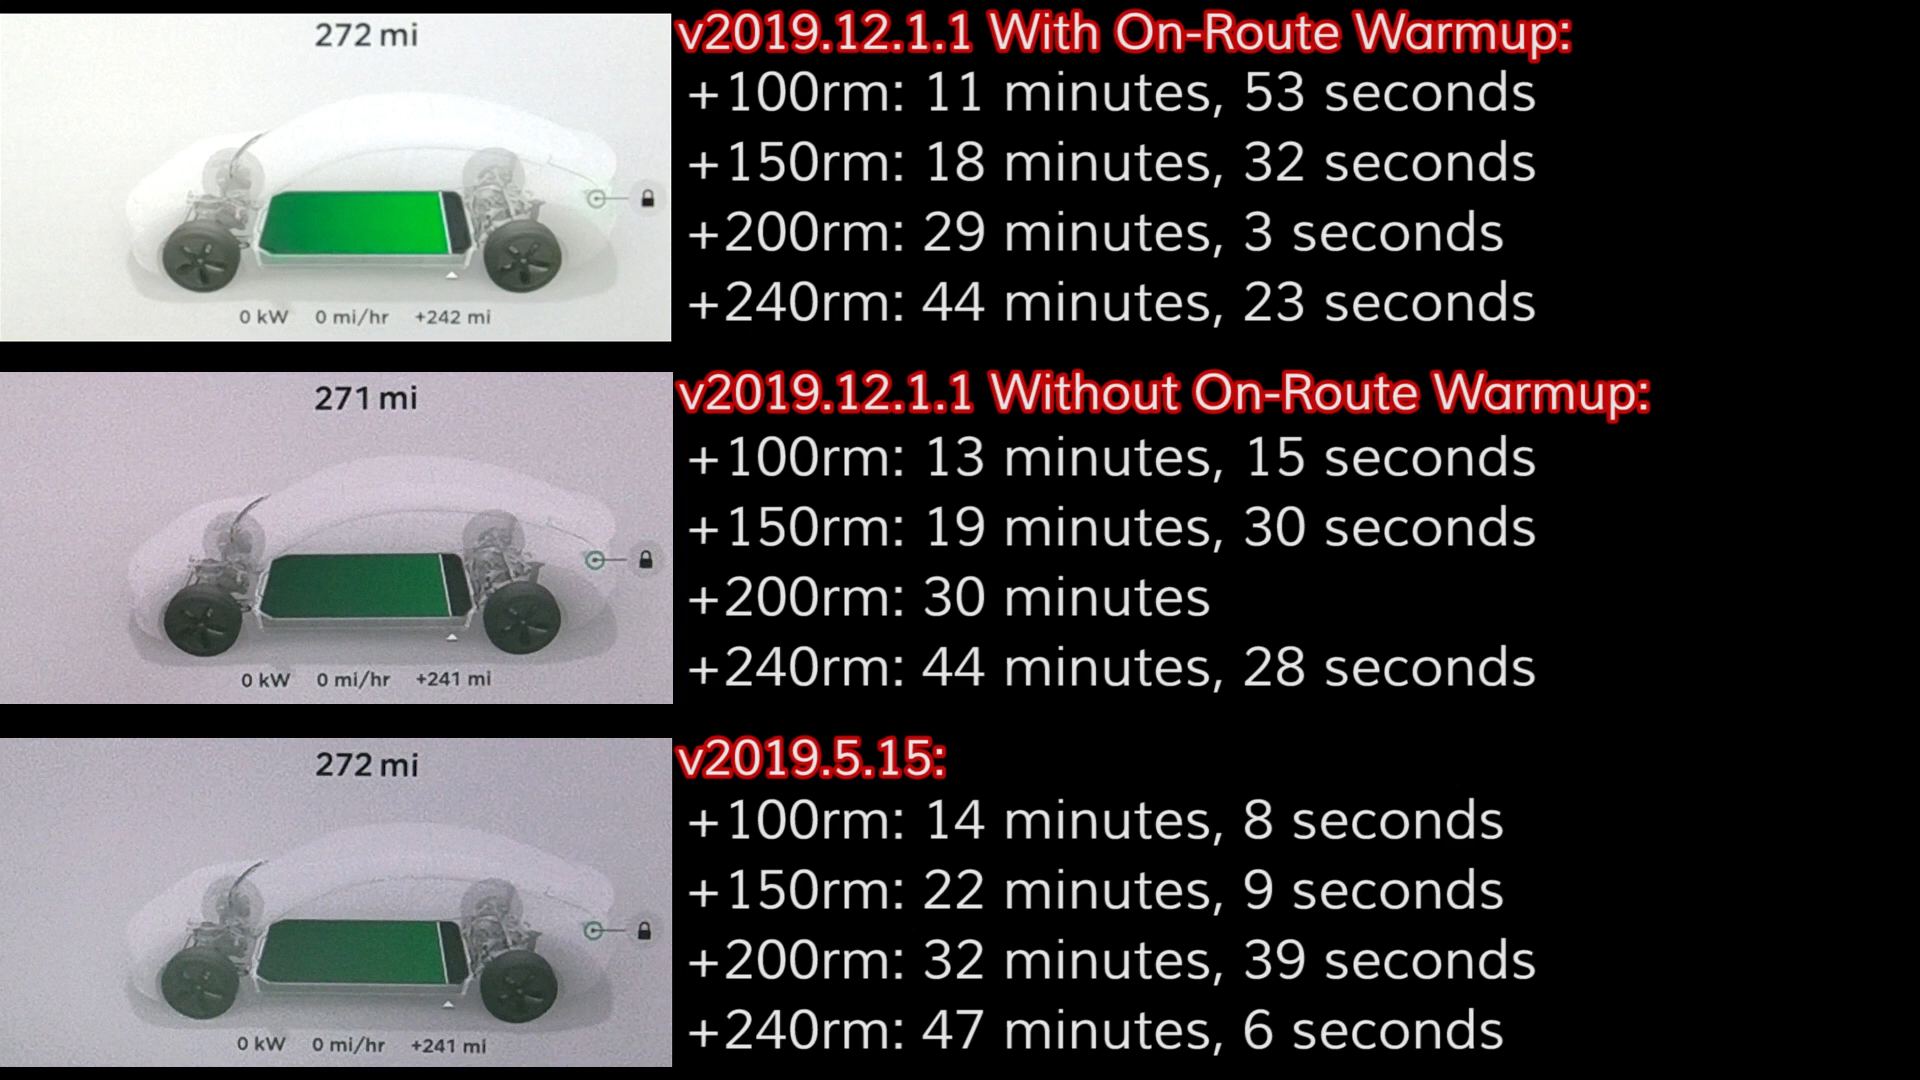 272 mi
0 kW 0 mi/hr +242 mi
v2019.12.1.1 With On-Route Warmup:
+100rm: 11 minutes, 53 seconds
+150rm: 18 minutes, 32 seconds
+200rm: 29 minutes, 3 seconds
+240rm: 44 minutes, 23 seconds
271 mi
0 kW 0 mi/hr +241 mi
v2019.12.1.1 Without On-Route Warmup:
+100rm: 13 minutes, 15 seconds
+150rm: 19 minutes, 30 seconds
+200rm: 30 minutes
+240rm: 44 minutes, 28 seconds
272 mi
0 kW 0 mi/hr +241 mi
v2019.5.15:
+100rm: 14 minutes, 8 seconds
+150rm: 22 minutes, 9 seconds
+200rm: 32 minutes, 39 seconds
+240rm: 47 minutes, 6 seconds